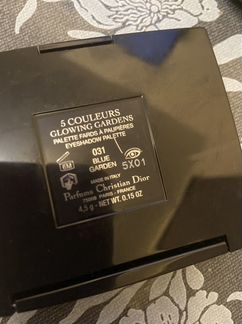 5 COULEURS
GLOWING GARDENS
PALETTE FARDS À PAUPIÈRES
EYESHADOW PALETTE
031
BLUE
GARDEN
5X01
MADE IN ITALY
Parfums Christian Dior
75008 PARIS - FRANCE
4,5 g - NET WT. 0.15 OZ